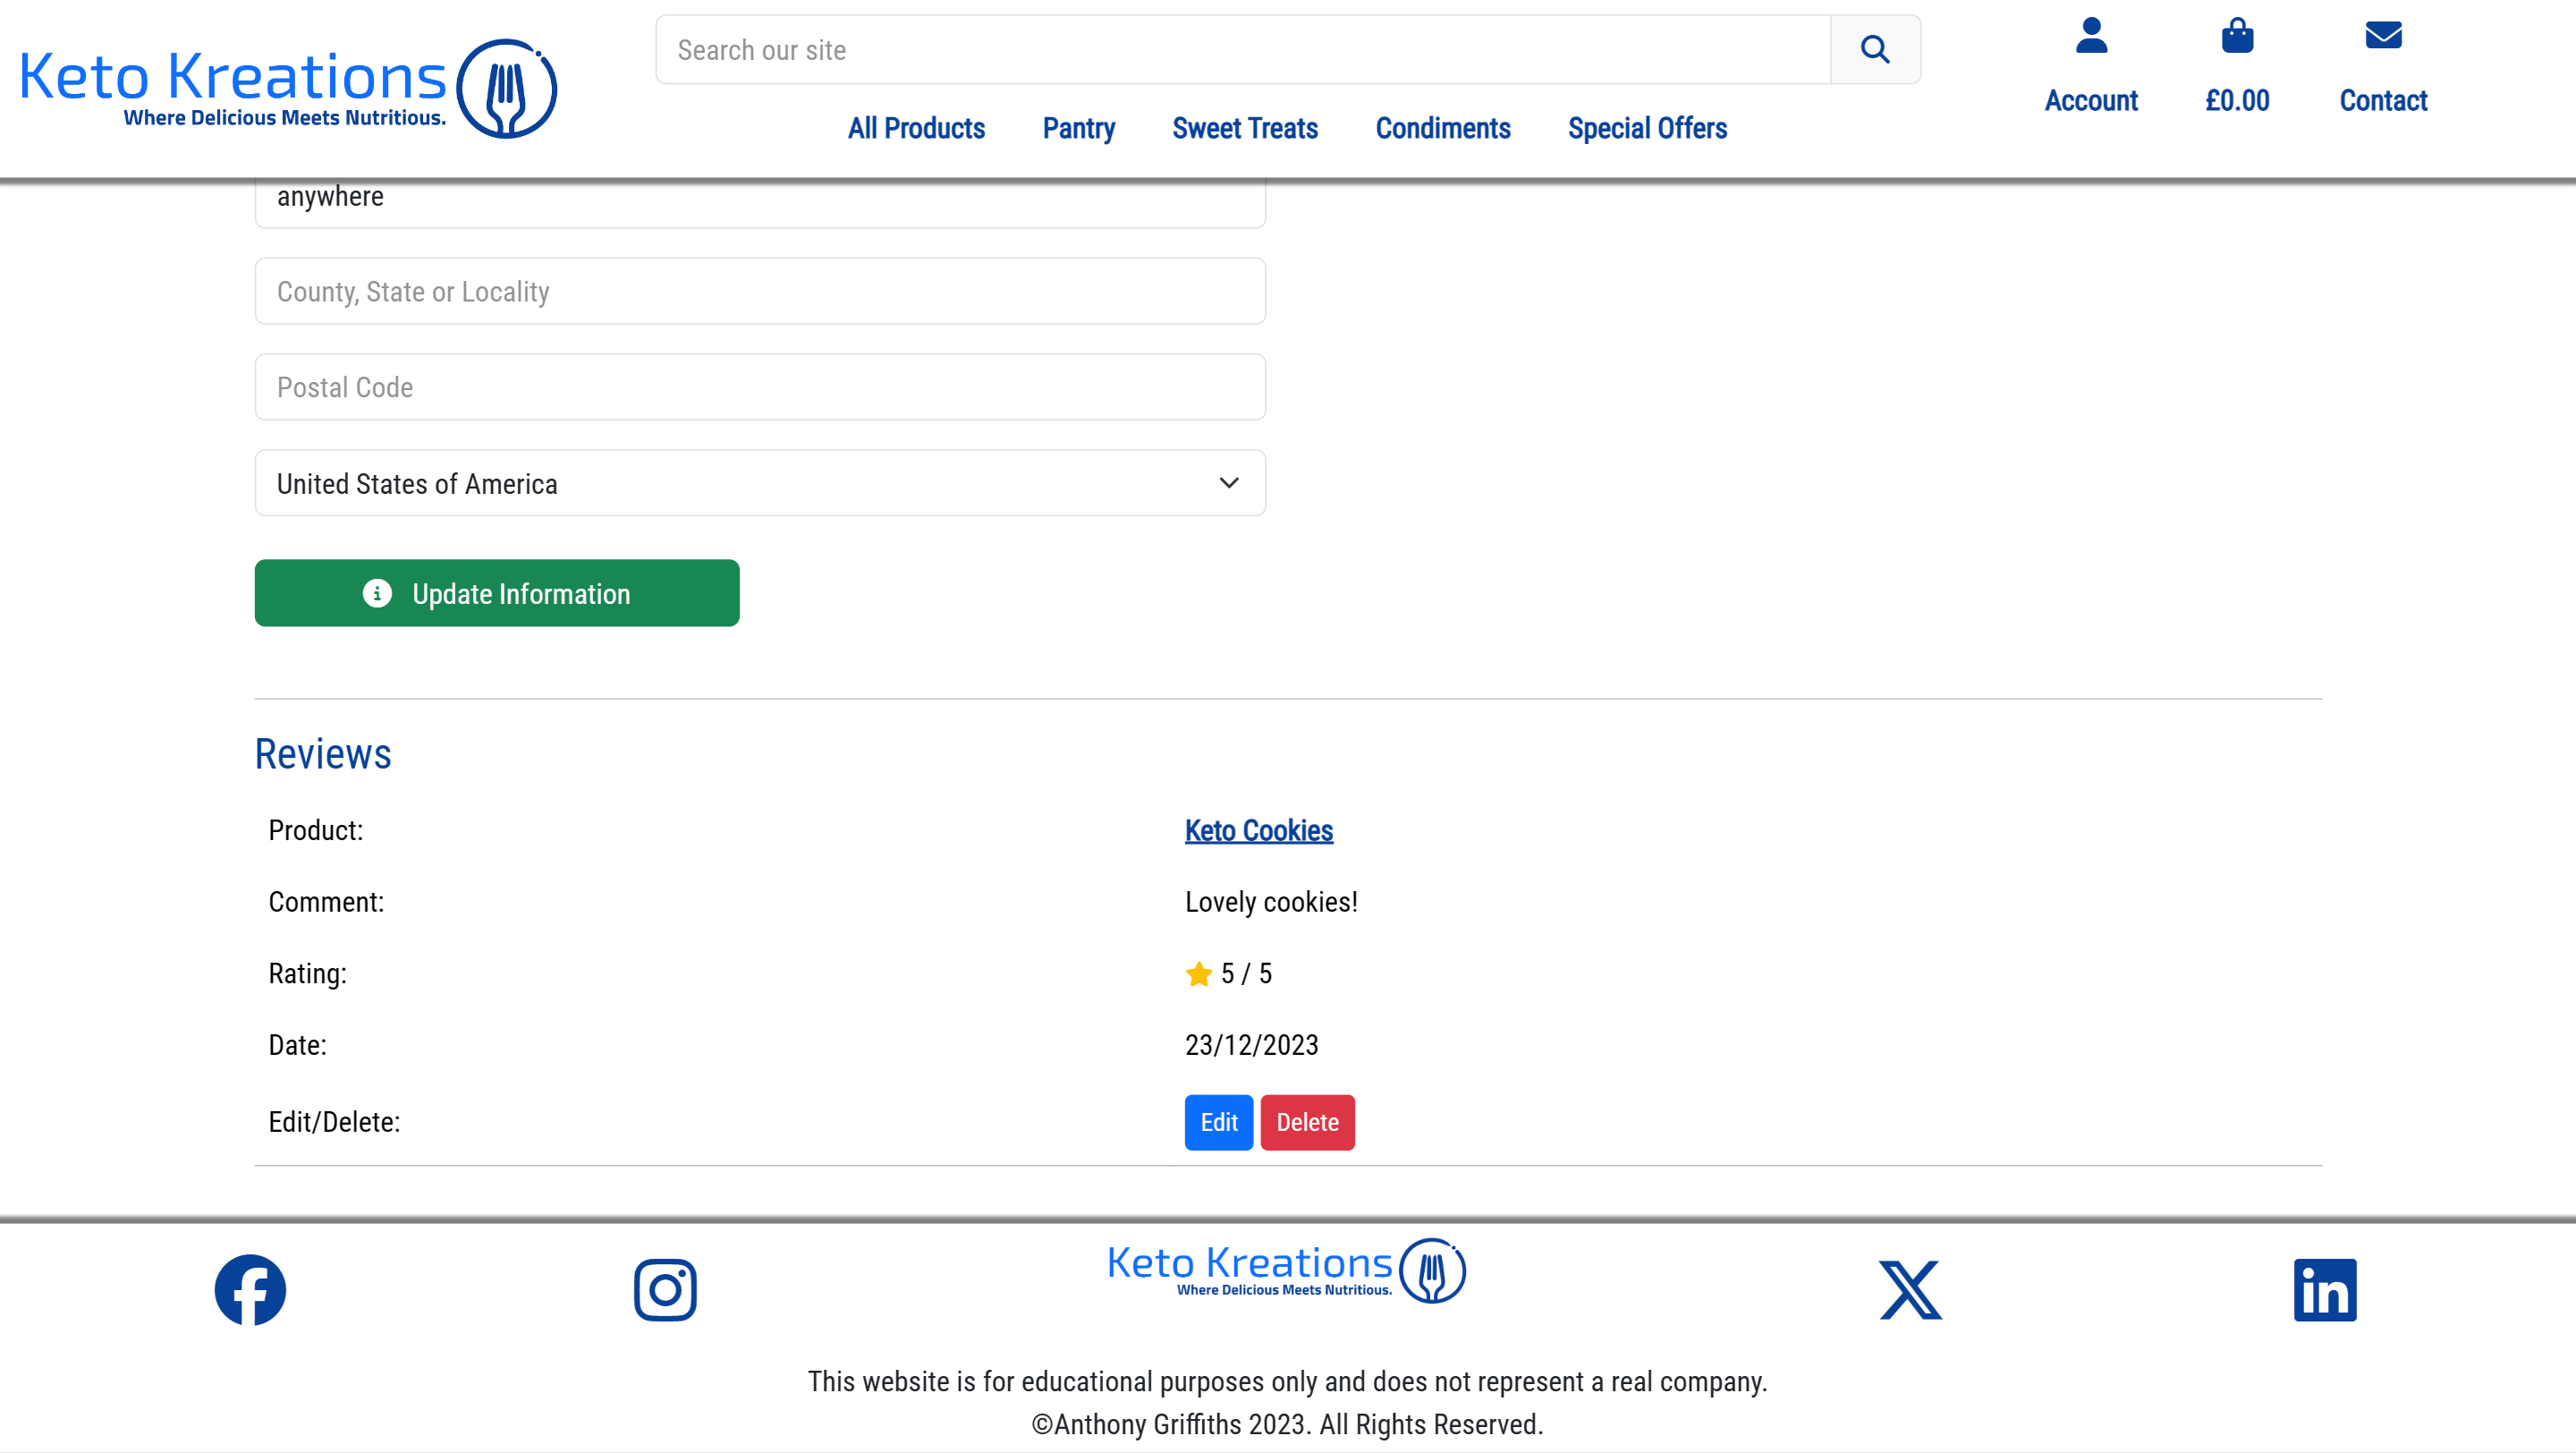 Keto Kreations
Where Delicious Meets Nutritious.
Search our site
All Products Pantry Sweet Treats Condiments Special Offers
Account £0.00 Contact
anywhere
County, State or Locality
Postal Code
United States of America
Update Information
Reviews
Product: Keto Cookies
Comment: Lovely cookies!
Rating: 5 / 5
Date: 23/12/2023
Edit/Delete: Edit Delete
Keto Kreations
Where Delicious Meets Nutritious.
This website is for educational purposes only and does not represent a real company.
©Anthony Griffiths 2023. All Rights Reserved.